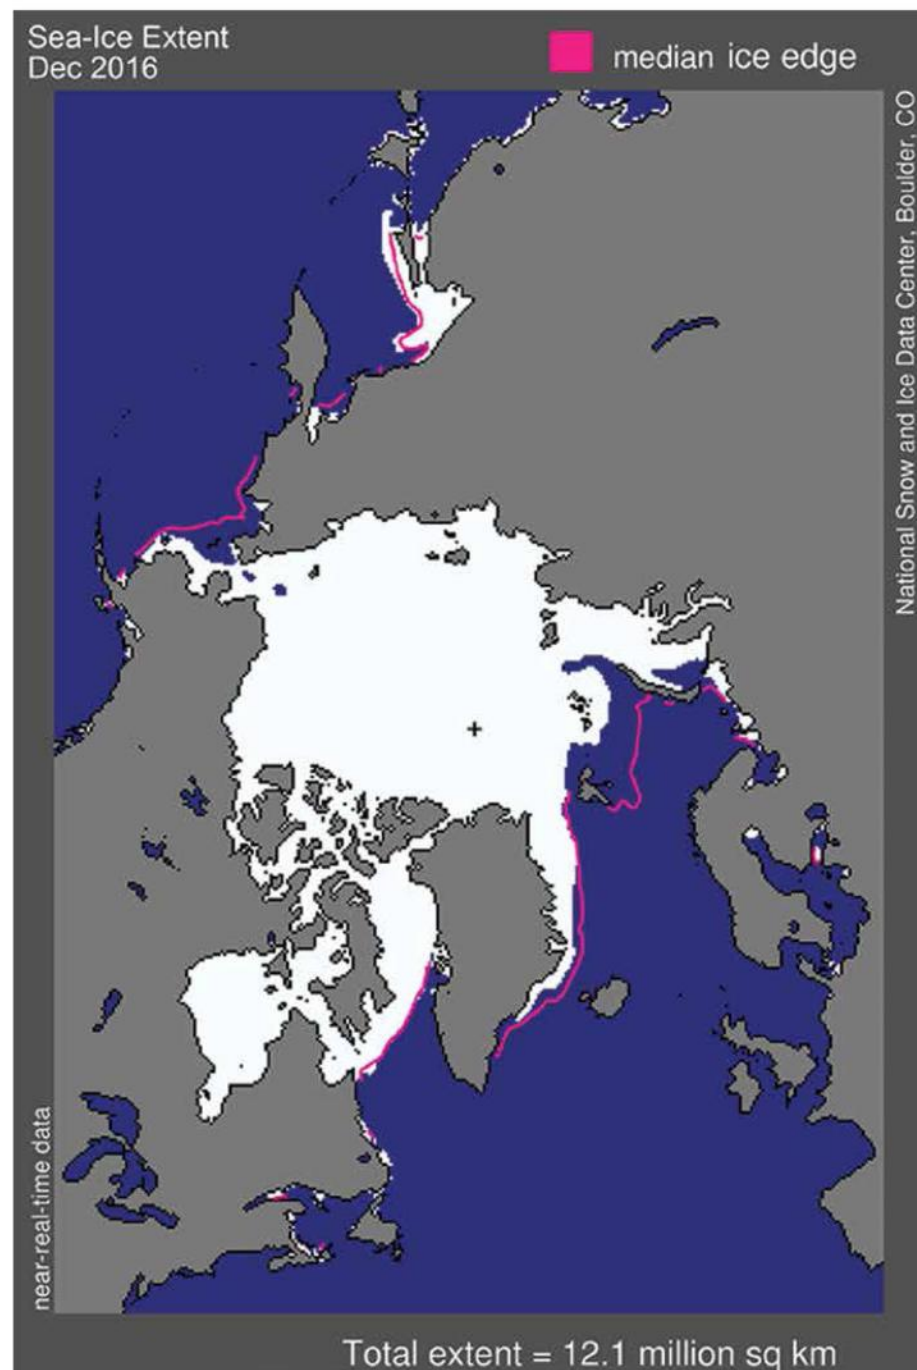 Sea-Ice Extent
Dec 2016
median ice edge
National Snow and Ice Data Center, Boulder, CO
near-real-time data
Total extent = 12.1 million sq km